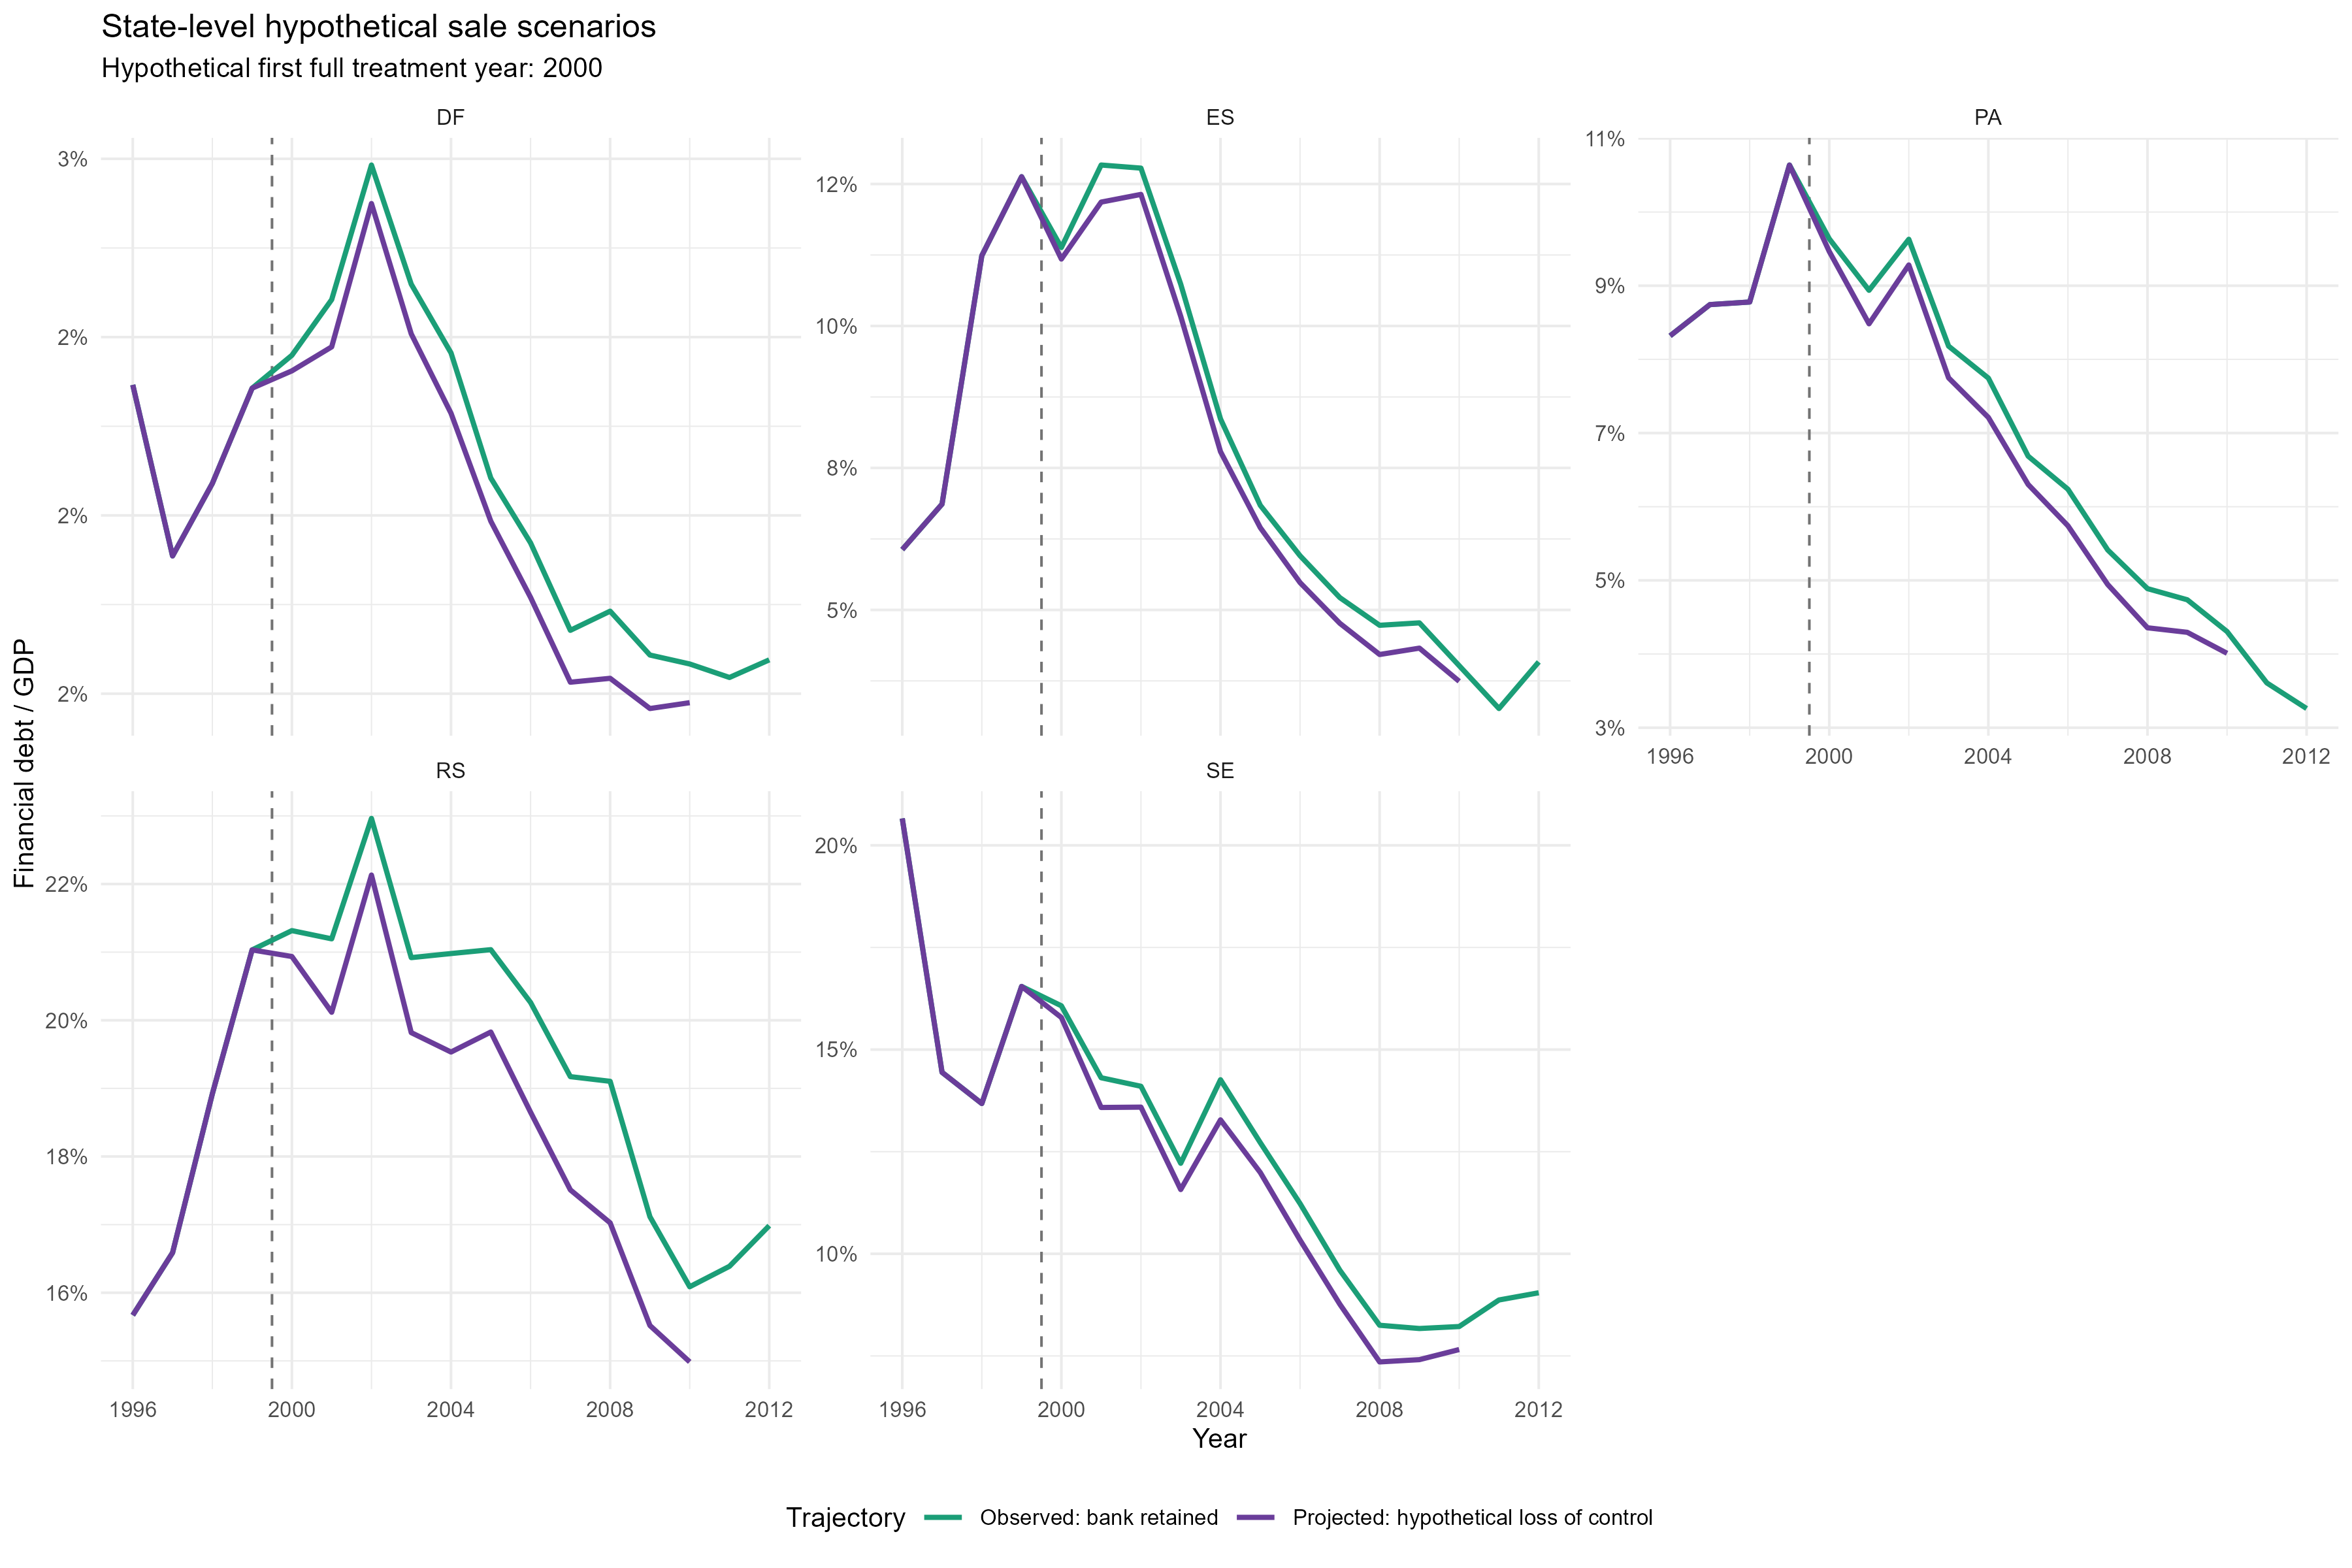 State-level hypothetical sale scenarios
Hypothetical first full treatment year: 2000
DF
ES
PA
3%
2%
2%
2%
12%
10%
8%
5%
11%
9%
7%
5%
3%
1996 2000 2004 2008 2012
Financial debt / GDP
RS
SE
22%
20%
18%
16%
20%
15%
10%
1996 2000 2004 2008 2012
1996 2000 2004 2008 2012
Year
Trajectory Observed: bank retained Projected: hypothetical loss of control